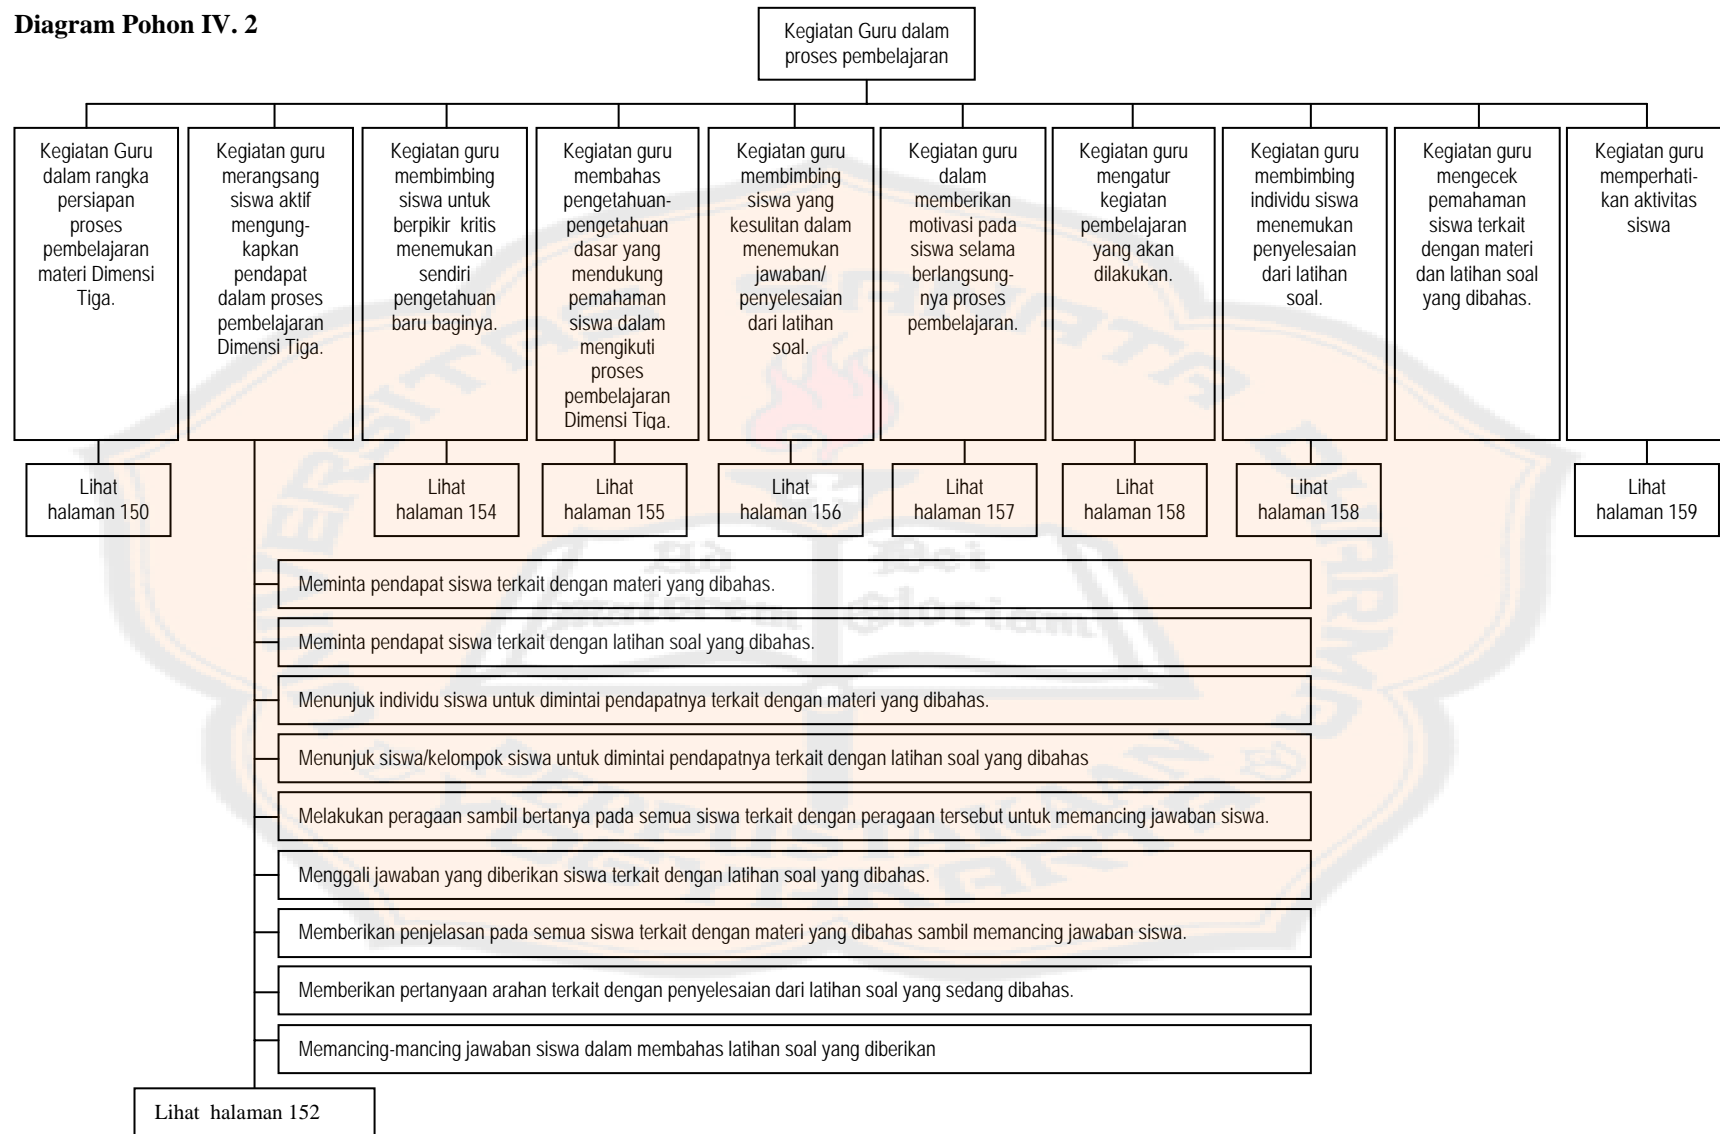 Diagram Pohon IV. 2
Kegiatan Guru dalam
proses pembelajaran
Kegiatan Guru
dalam rangka
persiapan
proses
pembelajaran
materi Dimensi
Tiga.
Kegiatan guru
merangsang
siswa aktif
mengung-
kapkan
pendapat
dalam proses
pembelajaran
Dimensi Tiga.
Kegiatan guru
membimbing
siswa untuk
berpikir kritis
menemukan
sendiri
pengetahuan
baru baginya.
Kegiatan guru
membahas
pengetahuan-
pengetahuan
dasar yang
mendukung
pemahaman
siswa dalam
mengikuti
proses
pembelajaran
Dimensi Tiga.
Kegiatan guru
membimbing
siswa yang
kesulitan dalam
menemukan
jawaban/
penyelesaian
dari latihan
soal.
Kegiatan guru
dalam
memberikan
motivasi pada
siswa selama
berlangsung-
nya proses
pembelajaran.
Kegiatan guru
mengatur
kegiatan
pembelajaran
yang akan
dilakukan.
Kegiatan guru
membimbing
individu siswa
menemukan
penyelesaian
dari latihan
soal.
Kegiatan guru
mengecek
pemahaman
siswa terkait
dengan materi
dan latihan soal
yang dibahas.
Kegiatan guru
memperhati-
kan aktivitas
siswa
Lihat
halaman 150
Lihat
halaman 154
Lihat
halaman 155
Lihat
halaman 156
Lihat
halaman 157
Lihat
halaman 158
Lihat
halaman 158
Lihat
halaman 159
Meminta pendapat siswa terkait dengan materi yang dibahas.
Meminta pendapat siswa terkait dengan latihan soal yang dibahas.
Menunjuk individu siswa untuk dimintai pendapatnya terkait dengan materi yang dibahas.
Menunjuk siswa/kelompok siswa untuk dimintai pendapatnya terkait dengan latihan soal yang dibahas
Melakukan peragaan sambil bertanya pada semua siswa terkait dengan peragaan tersebut untuk memancing jawaban siswa.
Menggali jawaban yang diberikan siswa terkait dengan latihan soal yang dibahas.
Memberikan penjelasan pada semua siswa terkait dengan materi yang dibahas sambil memancing jawaban siswa.
Memberikan pertanyaan arahan terkait dengan penyelesaian dari latihan soal yang sedang dibahas.
Memancing-mancing jawaban siswa dalam membahas latihan soal yang diberikan
Lihat halaman 152
UNIVERSITAS SANATA DHARMA
Ad Dei
maiorem Gloriam
PERPUSTAKAAN
YOGYAKARTA